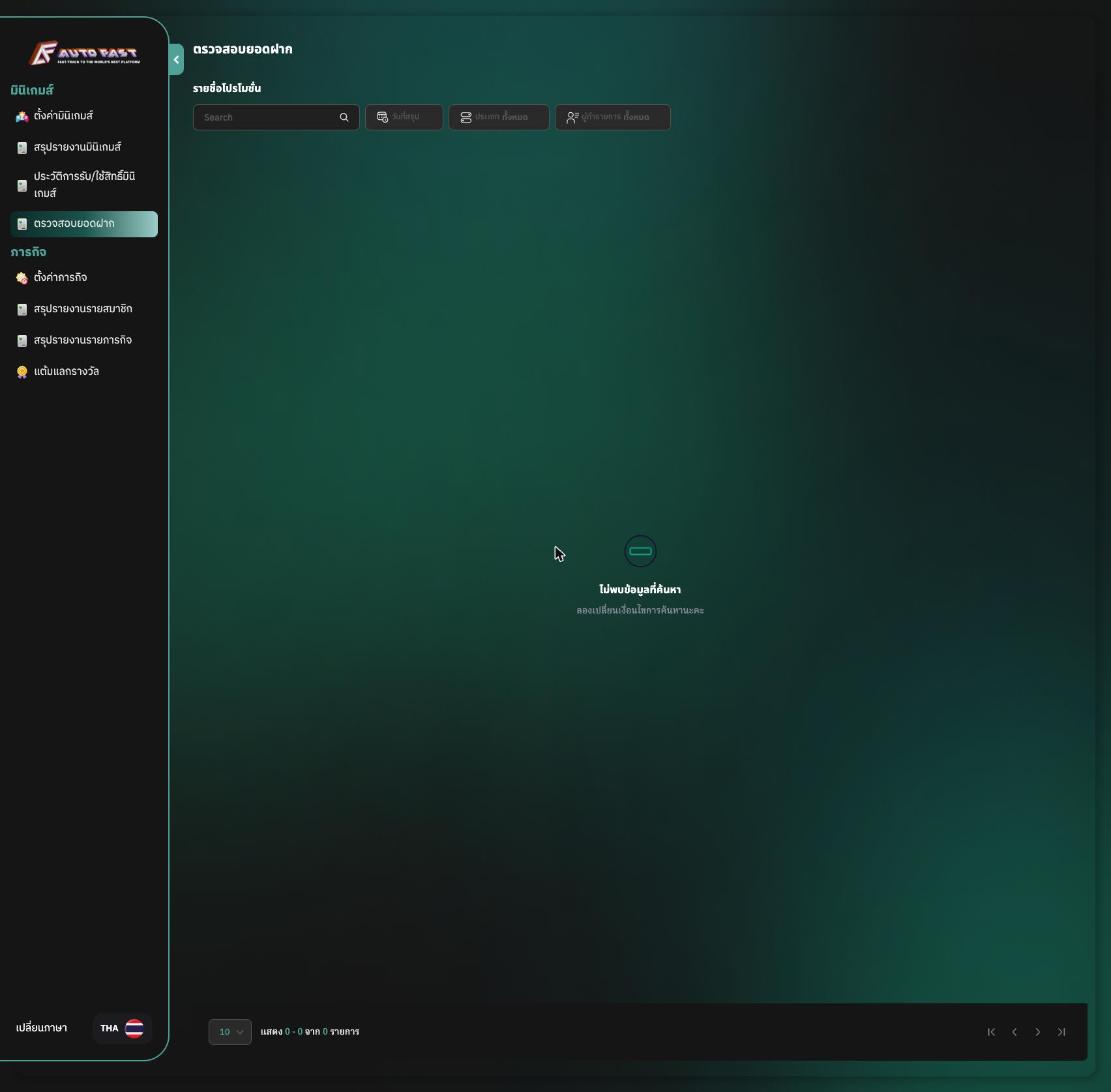 AUTO FAST
FAST TRACK TO THE WORLD'S BEST PLATFORM
มินิเกมส์
ตั้งค่ามินิเกมส์
สรุปรายงานมินิเกมส์
ประวัติการรับ/ใช้สิทธิ์มินิ
เกมส์
ตรวจสอบยอดฝาก
ภารกิจ
ตั้งค่าภารกิจ
สรุปรายงานรายสมาชิก
สรุปรายงานรายภารกิจ
แต้มแลกรางวัล
เปลี่ยนภาษา THA
ตรวจสอบยอดฝาก
รายชื่อโปรโมชั่น
Search วันที่สรุป ประเภท ทั้งหมด ผู้ทำรายการ ทั้งหมด
ไม่พบข้อมูลที่ค้นหา
ลองเปลี่ยนเงื่อนไขการค้นหานะคะ
10 แสดง 0 - 0 จาก 0 รายการ